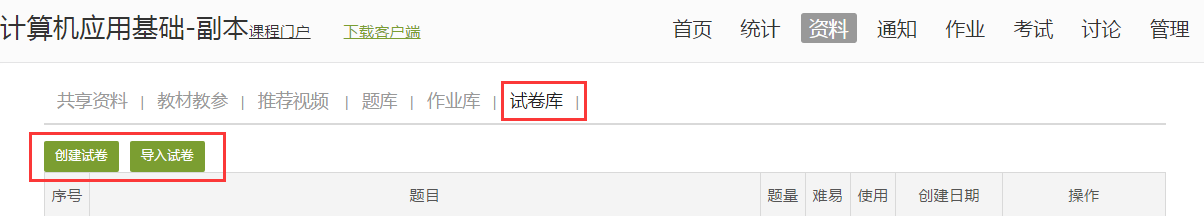 计算机应用基础-副本课程门户 下载客户端 首页 统计 资料 通知 作业 考试 讨论 管理
共享资料 | 教材教参 | 推荐视频 | 题库 | 作业库 | 试卷库 |
创建试卷 导入试卷
序号 题目 题量 难易 使用 创建日期 操作